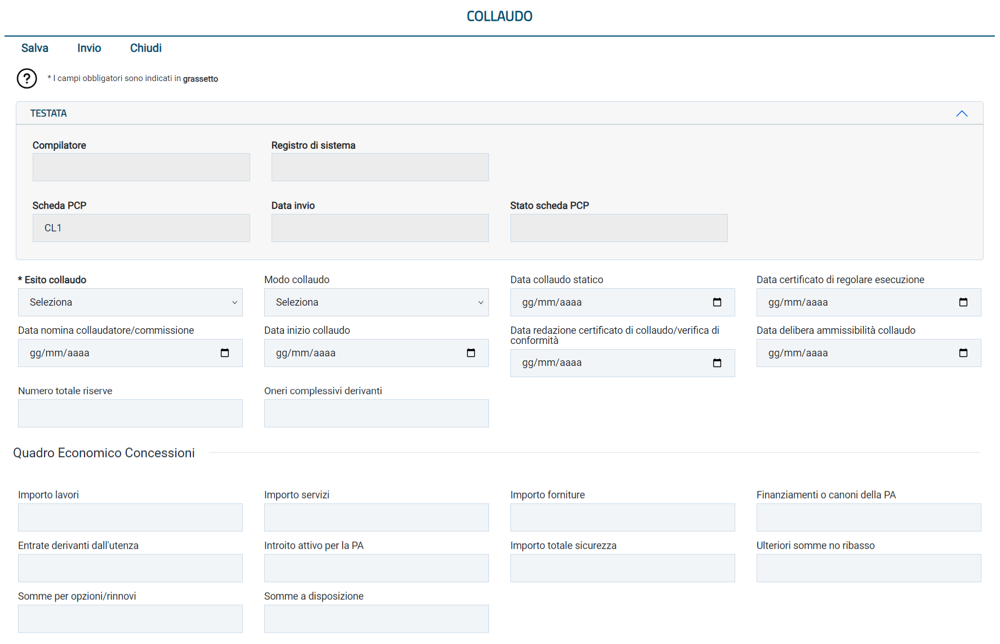 COLLAUDO
Salva Invio Chiudi
? * I campi obbligatori sono indicati in grassetto
TESTATA
Compilatore Registro di sistema
Scheda PCP Data invio Stato scheda PCP
CL1
* Esito collaudo Modo collaudo Data collaudo statico Data certificato di regolare esecuzione
Seleziona Seleziona gg/mm/aaaa gg/mm/aaaa
Data nomina collaudatore/commissione Data inizio collaudo Data redazione certificato di collaudo/verifica di conformità Data delibera ammissibilità collaudo
gg/mm/aaaa gg/mm/aaaa gg/mm/aaaa gg/mm/aaaa
Numero totale riserve Oneri complessivi derivanti
Quadro Economico Concessioni
Importo lavori Importo servizi Importo forniture Finanziamenti o canoni della PA
Entrate derivanti dall'utenza Introito attivo per la PA Importo totale sicurezza Ulteriori somme no ribasso
Somme per opzioni/rinnovi Somme a disposizione